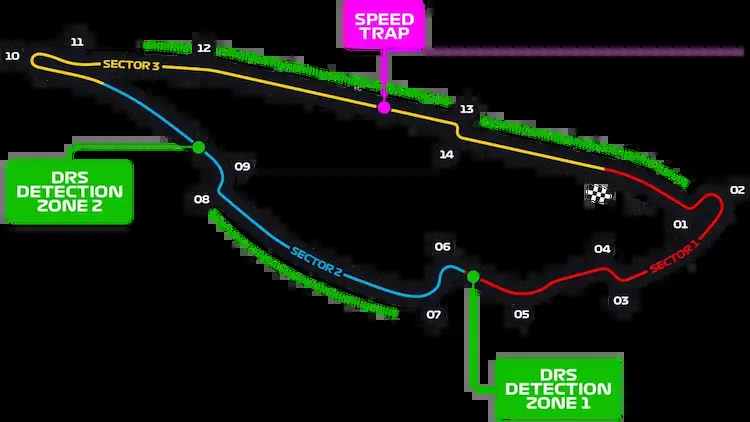 SPEED
TRAP
10
11
12
SECTOR 3
13
14
DRS
DETECTION
ZONE 2
09
08
02
01
06
04
SECTOR 1
SECTOR 2
03
07
05
DRS
DETECTION
ZONE 1